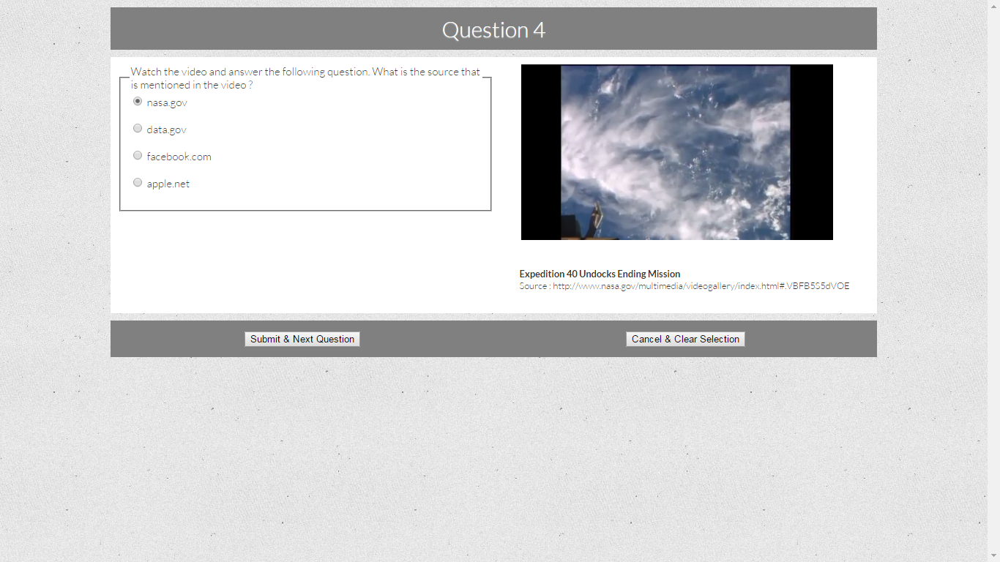 Question 4
Watch the video and answer the following question. What is the source that
is mentioned in the video ?
nasa.gov
data.gov
facebook.com
apple.net
Expedition 40 Undocks Ending Mission
Source : http://www.nasa.gov/multimedia/videogallery/index.html#.VBFB5S5dVOE
Submit & Next Question
Cancel & Clear Selection